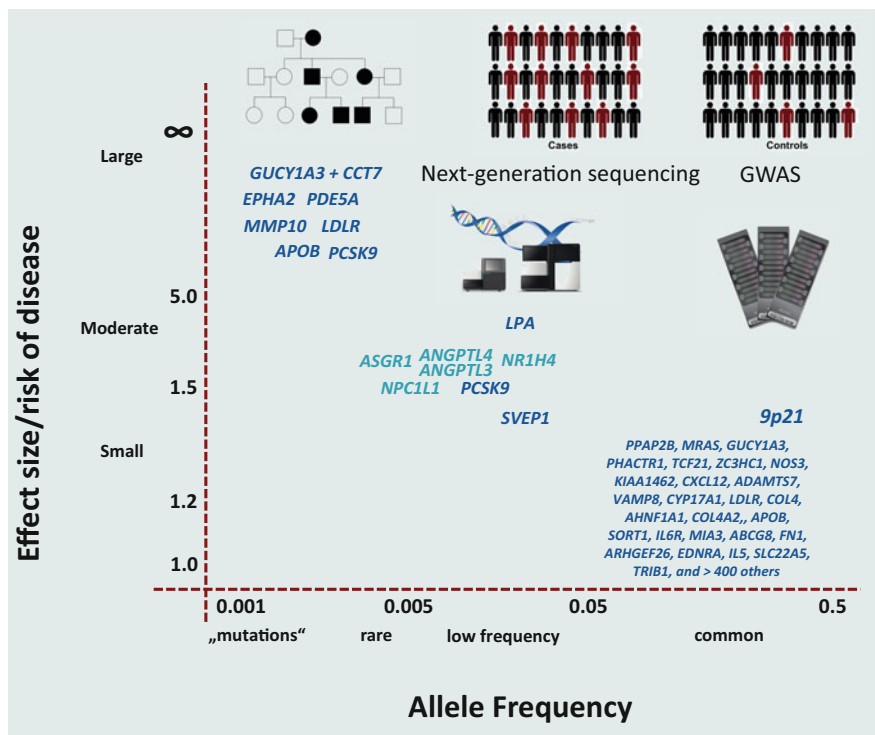 Cases
Controls
∞
Large
GUCY1A3 + CCT7
EPHA2 PDE5A
MMP10 LDLR
APOB PCSK9
Next-generation sequencing
GWAS
5.0
Moderate
LPA
ASGR1 ANGPTL4 NR1H4
ANGPTL3
1.5
NPC1L1 PCSK9
SVEP1
9p21
Small
PPAP2B, MRAS, GUCY1A3,
PHACTR1, TCF21, ZC3HC1, NOS3,
KIAA1462, CXCL12, ADAMTS7,
VAMP8, CYP17A1, LDLR, COL4,
AHNF1A1, COL4A2,, APOB,
SORT1, IL6R, MIA3, ABCG8, FN1,
ARHGEF26, EDNRA, IL5, SLC22A5,
TRIB1, and > 400 others
1.2
1.0
Effect size/risk of disease
0.001 0.005 0.05 0.5
„mutations“ rare low frequency common
Allele Frequency